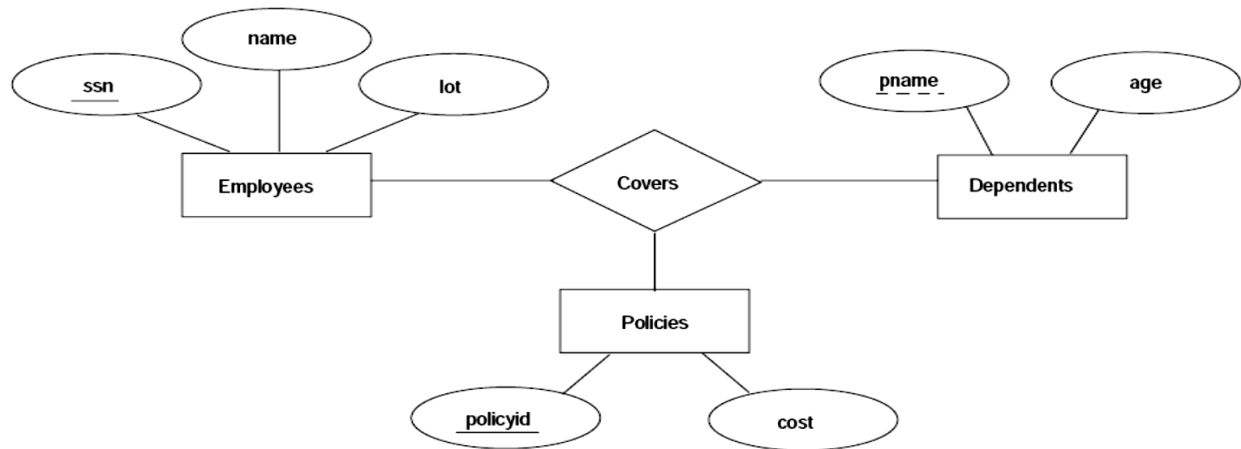 name
ssn
lot
pname
age
Employees
Covers
Dependents
Policies
policyid
cost